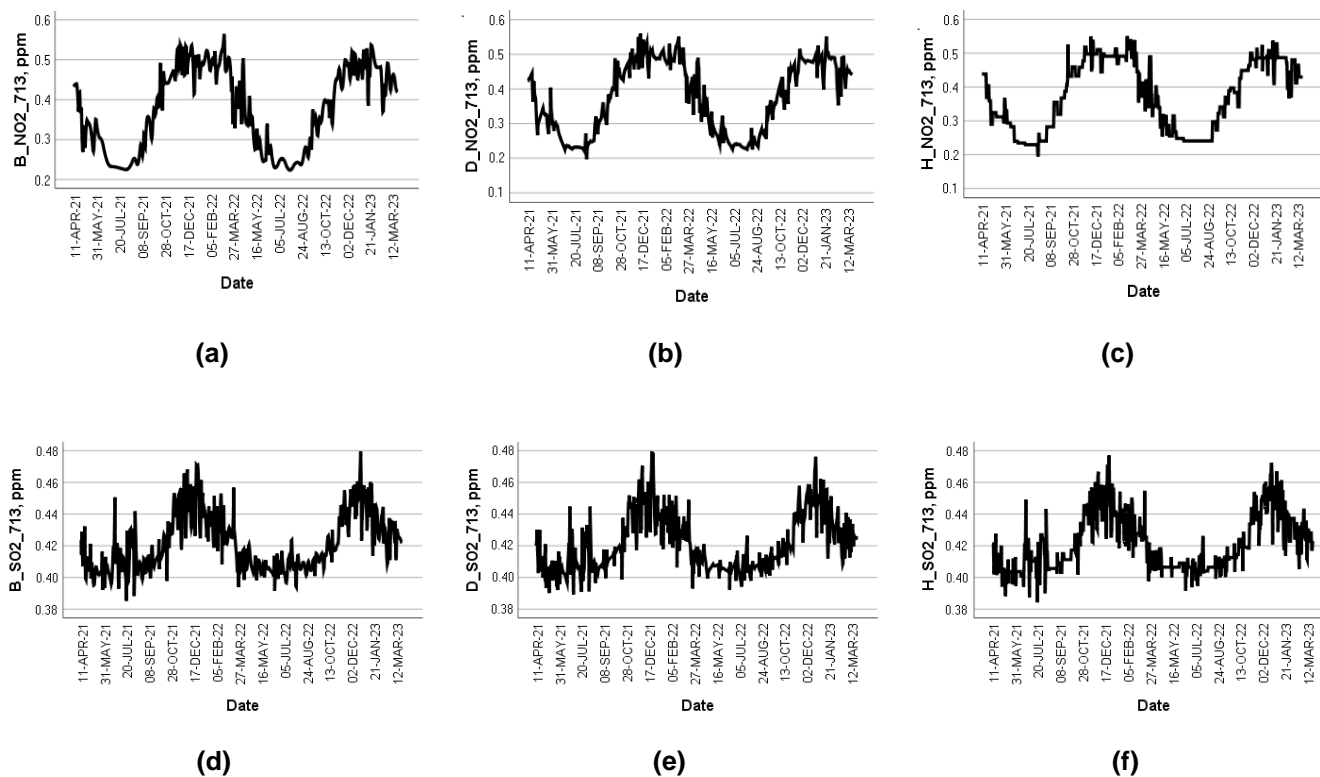 B_NO2_713, ppm
0.6
0.5
0.4
0.3
0.2
11-APR-21
31-MAY-21
20-JUL-21
08-SEP-21
28-OCT-21
17-DEC-21
05-FEB-22
27-MAR-22
16-MAY-22
05-JUL-22
24-AUG-22
13-OCT-22
02-DEC-22
21-JAN-23
12-MAR-23
Date
(a)
D_NO2_713, ppm
0.6
0.5
0.4
0.3
0.2
0.1
11-APR-21
31-MAY-21
20-JUL-21
08-SEP-21
28-OCT-21
17-DEC-21
05-FEB-22
27-MAR-22
16-MAY-22
05-JUL-22
24-AUG-22
13-OCT-22
02-DEC-22
21-JAN-23
12-MAR-23
Date
(b)
H_NO2_713, ppm
0.6
0.5
0.4
0.3
0.2
0.1
11-APR-21
31-MAY-21
20-JUL-21
08-SEP-21
28-OCT-21
17-DEC-21
05-FEB-22
27-MAR-22
16-MAY-22
05-JUL-22
24-AUG-22
13-OCT-22
02-DEC-22
21-JAN-23
12-MAR-23
Date
(c)
B_SO2_713, ppm
0.48
0.46
0.44
0.42
0.40
0.38
11-APR-21
31-MAY-21
20-JUL-21
08-SEP-21
28-OCT-21
17-DEC-21
05-FEB-22
27-MAR-22
16-MAY-22
05-JUL-22
24-AUG-22
13-OCT-22
02-DEC-22
21-JAN-23
12-MAR-23
Date
(d)
D_SO2_713, ppm
0.48
0.46
0.44
0.42
0.40
0.38
11-APR-21
31-MAY-21
20-JUL-21
08-SEP-21
28-OCT-21
17-DEC-21
05-FEB-22
27-MAR-22
16-MAY-22
05-JUL-22
24-AUG-22
13-OCT-22
02-DEC-22
21-JAN-23
12-MAR-23
Date
(e)
H_SO2_713, ppm
0.48
0.46
0.44
0.42
0.40
0.38
11-APR-21
31-MAY-21
20-JUL-21
08-SEP-21
28-OCT-21
17-DEC-21
05-FEB-22
27-MAR-22
16-MAY-22
05-JUL-22
24-AUG-22
13-OCT-22
02-DEC-22
21-JAN-23
12-MAR-23
Date
(f)